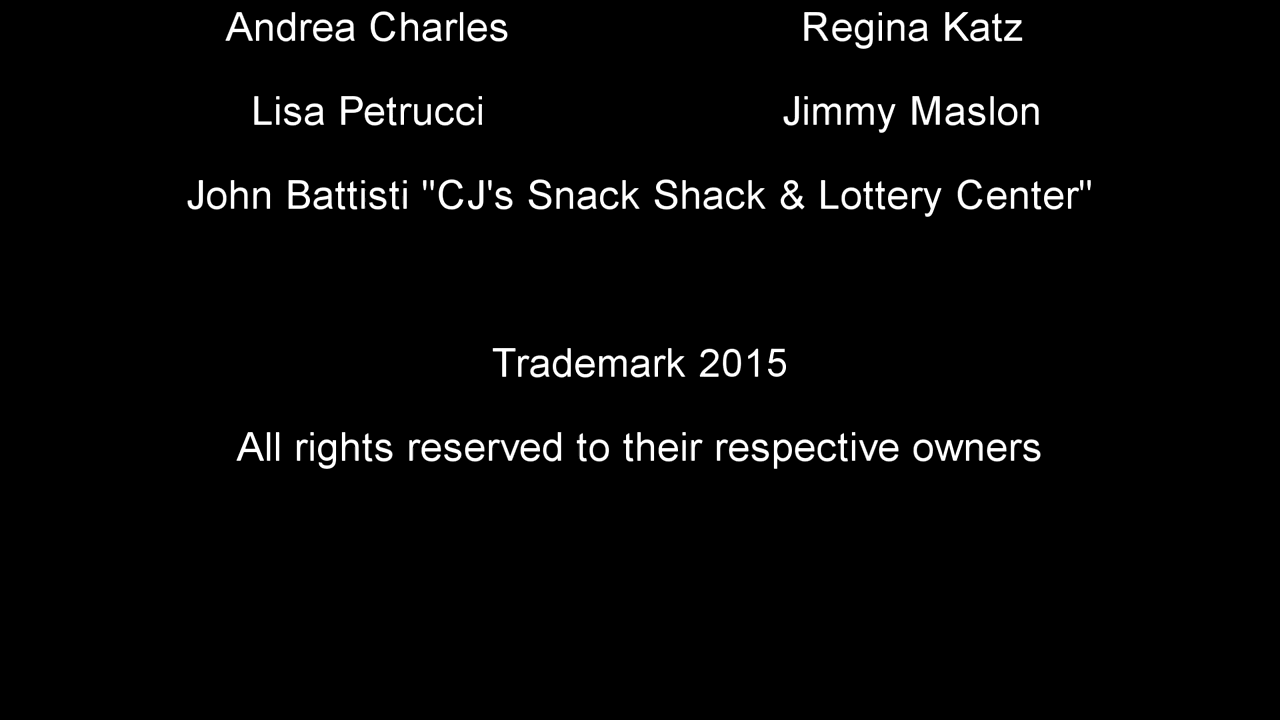 Andrea Charles Regina Katz
Lisa Petrucci Jimmy Maslon
John Battisti "CJ's Snack Shack & Lottery Center"
Trademark 2015
All rights reserved to their respective owners